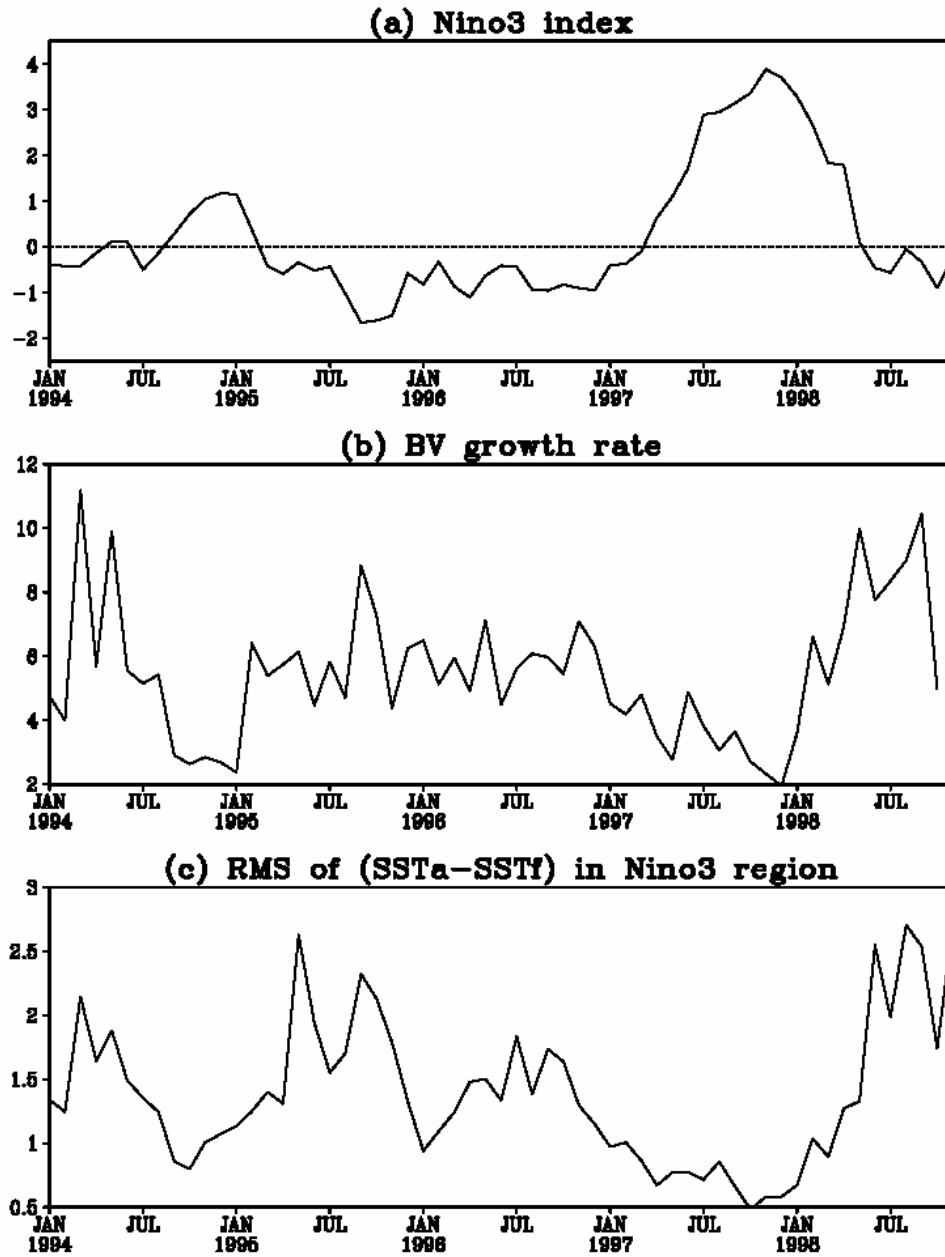 (a) Nino3 index
4
3
2
1
0
−1
−2
JAN JUL JAN JUL JAN JUL JAN JUL JAN JUL
1994 1995 1996 1997 1998
(b) BV growth rate
12
10
8
6
4
2
JAN JUL JAN JUL JAN JUL JAN JUL JAN JUL
1994 1995 1996 1997 1998
(c) RMS of (SSTa−SSTf) in Nino3 region
3
2.5
2
1.5
1
0.5
JAN JUL JAN JUL JAN JUL JAN JUL JAN JUL
1994 1995 1996 1997 1998